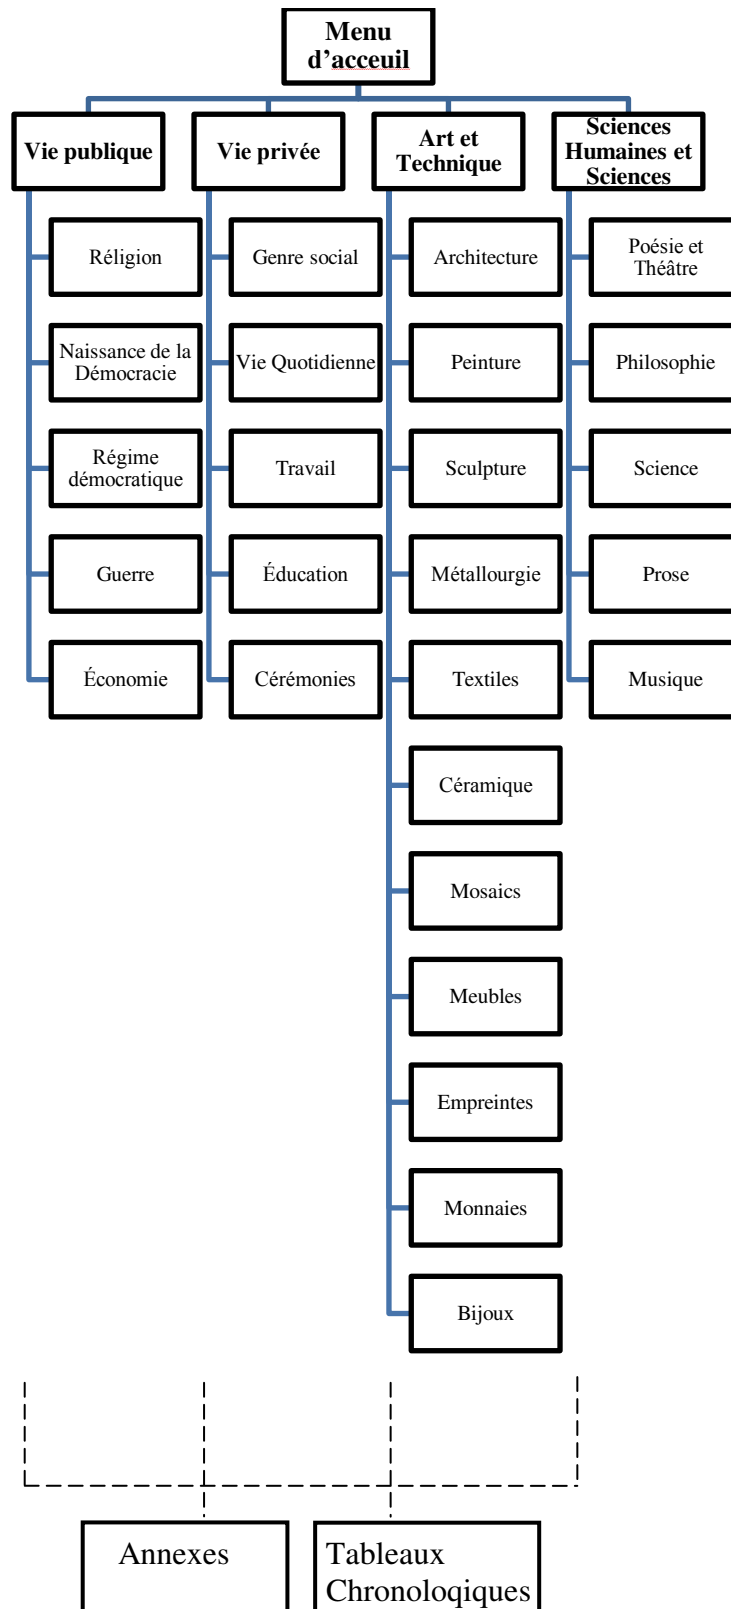 Menu
d’acceuil
Vie publique
Vie privée
Art et
Technique
Sciences
Humaines et
Sciences
Réligion
Naissance de la
Démocracie
Régime
démocratique
Guerre
Économie
Genre social
Vie Quotidienne
Travail
Éducation
Cérémonies
Architecture
Peinture
Sculpture
Métallourgie
Textiles
Céramique
Mosaics
Meubles
Empreintes
Monnaies
Bijoux
Poésie et
Théâtre
Philosophie
Science
Prose
Musique
Annexes
Tableaux
Chronoloqiques